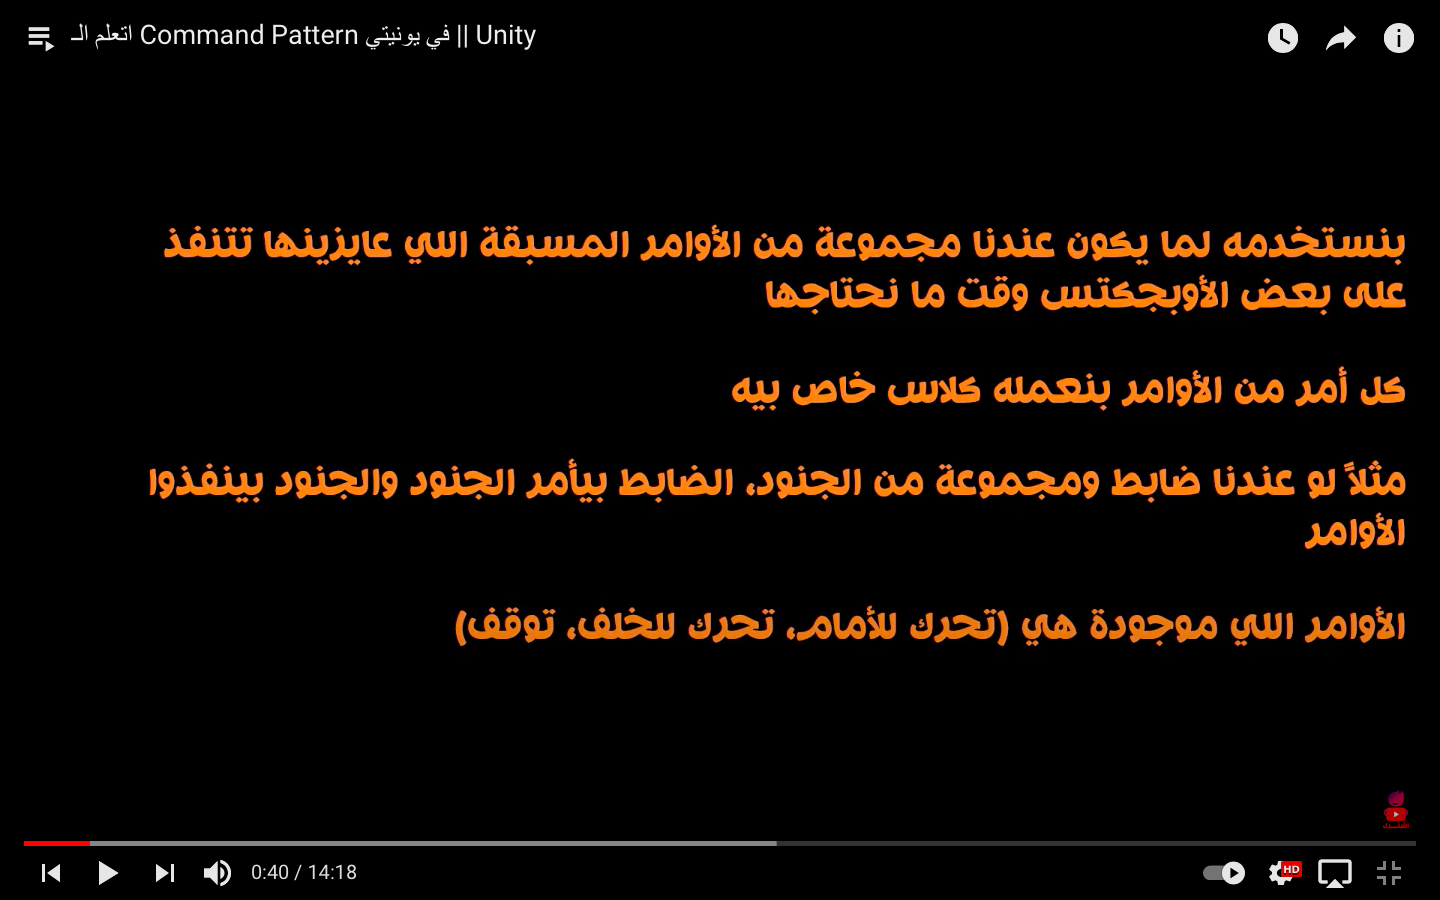 اتعلم الـ Command Pattern في يونيتي || Unity
بنستخدمه لما يكون عندنا مجموعة من الأوامر المسبقة اللي عايزينها تتنفذ
على بعض الأوبجكتس وقت ما نحتاجها
كل أمر من الأوامر بنعمله كلاس خاص بيه
مثلاً لو عندنا ضابط ومجموعة من الجنود، الضابط بيأمر الجنود والجنود بينفذوا
الأوامر
الأوامر اللي موجودة هي (تحرك للأمام، تحرك للخلف، توقف)
0:40 / 14:18
HD